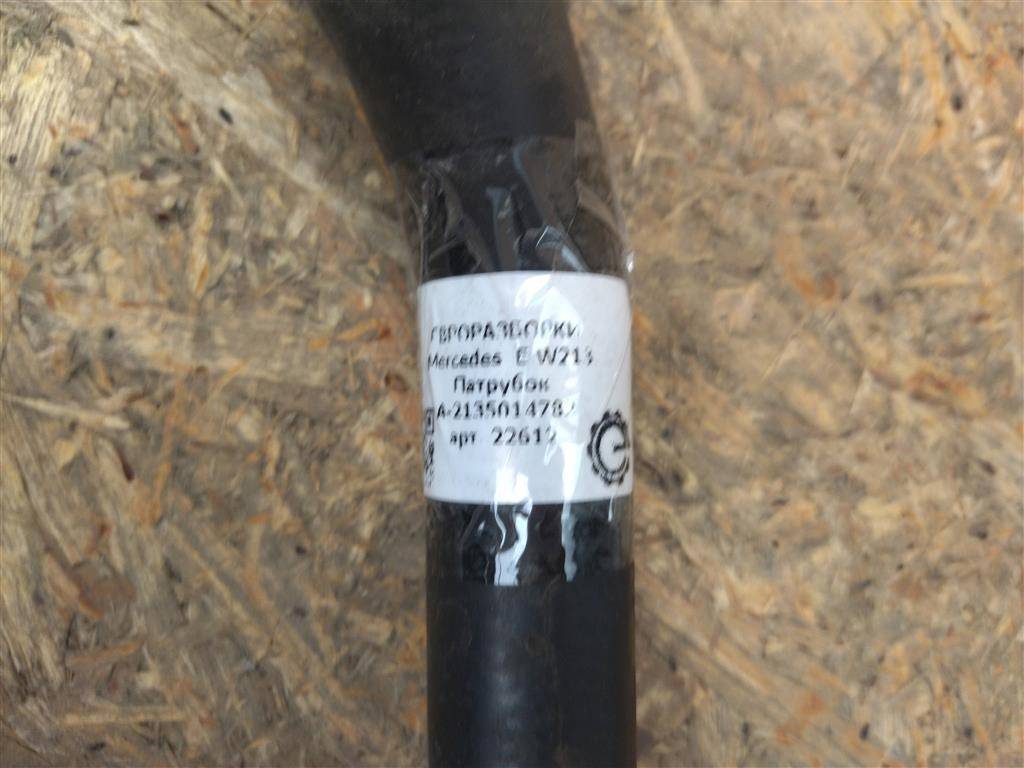 ЕВРОРАЗБОРКИ
Mercedes E W213
Патрубок
A-2135014782
арт 22612